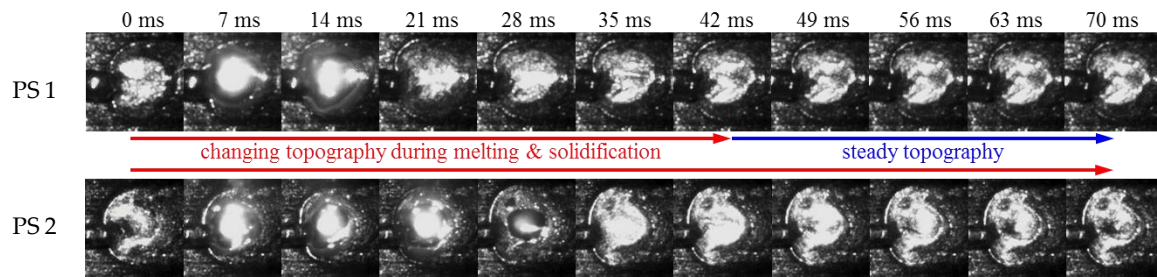 0 ms 7 ms 14 ms 21 ms 28 ms 35 ms 42 ms 49 ms 56 ms 63 ms 70 ms
PS 1
changing topography during melting & solidification steady topography
PS 2